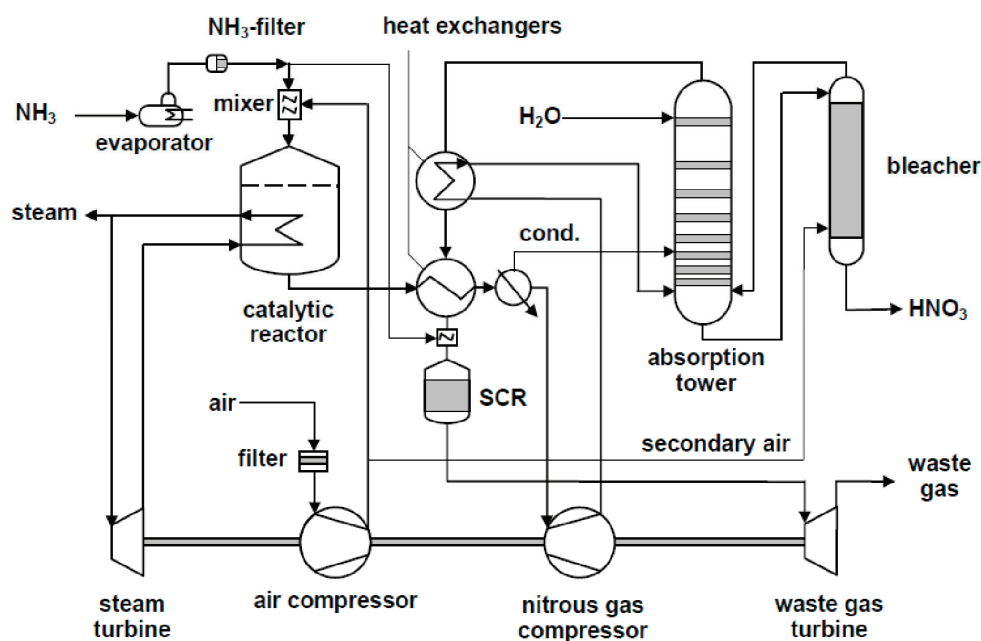 NH₃-filter
heat exchangers
NH₃
mixer
evaporator
H₂O
bleacher
steam
cond.
catalytic
reactor
HNO₃
absorption
tower
SCR
air
filter
secondary air
waste
gas
steam
turbine
air compressor
nitrous gas
compressor
waste gas
turbine